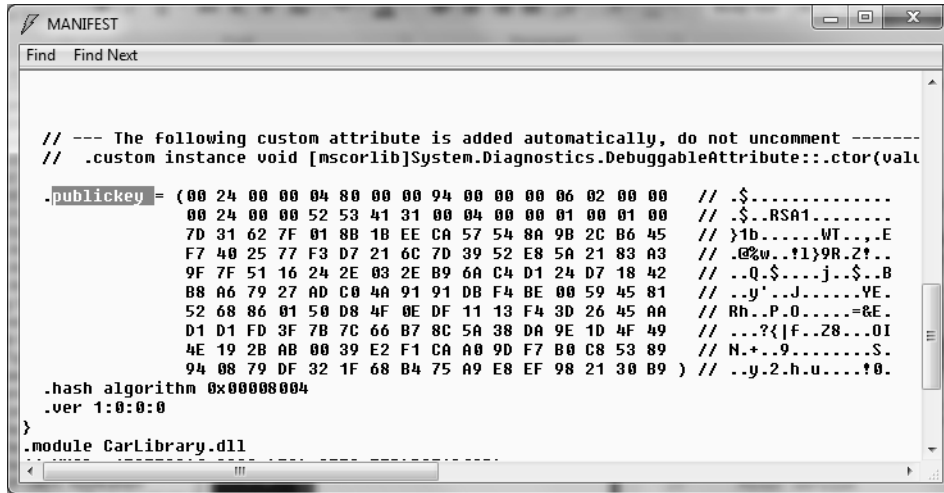 MANIFEST
Find Find Next
// --- The following custom attribute is added automatically, do not uncomment -------
// .custom instance void [mscorlib]System.Diagnostics.DebuggableAttribute::.ctor(valu
.publickey = (00 24 00 00 04 80 00 00 94 00 00 00 06 02 00 00 // .$..............
00 24 00 00 52 53 41 31 00 04 00 00 01 00 01 00 // .$..RSA1........
7D 31 62 7F 01 8B 1B EE CA 57 54 8A 9B 2C B6 45 // }1b......WT..,.E
F7 40 25 77 F3 D7 21 6C 7D 39 52 E8 5A 21 83 A3 // .@%w..!l}9R.Z!..
9F 7F 51 16 24 2E 03 2E B9 6A C4 D1 24 D7 18 42 // ..Q.$....j..$..B
B8 A6 79 27 AD C0 4A 91 91 DB F4 BE 00 59 45 81 // ..y'..J......YE.
52 68 86 01 50 D8 4F 0E DF 11 13 F4 3D 26 45 AA // Rh..P.O.....=&E.
D1 D1 FD 3F 7B 7C 66 B7 8C 5A 38 DA 9E 1D 4F 49 // ...?{|f..Z8...OI
4E 19 2B AB 00 39 E2 F1 CA A0 9D F7 B0 C8 53 89 // N.+..9........S.
94 08 79 DF 32 1F 68 B4 75 A9 E8 EF 98 21 30 B9 ) // ..y.2.h.u....!0.
.hash algorithm 0x00008004
.ver 1:0:0:0
}
.module CarLibrary.dll